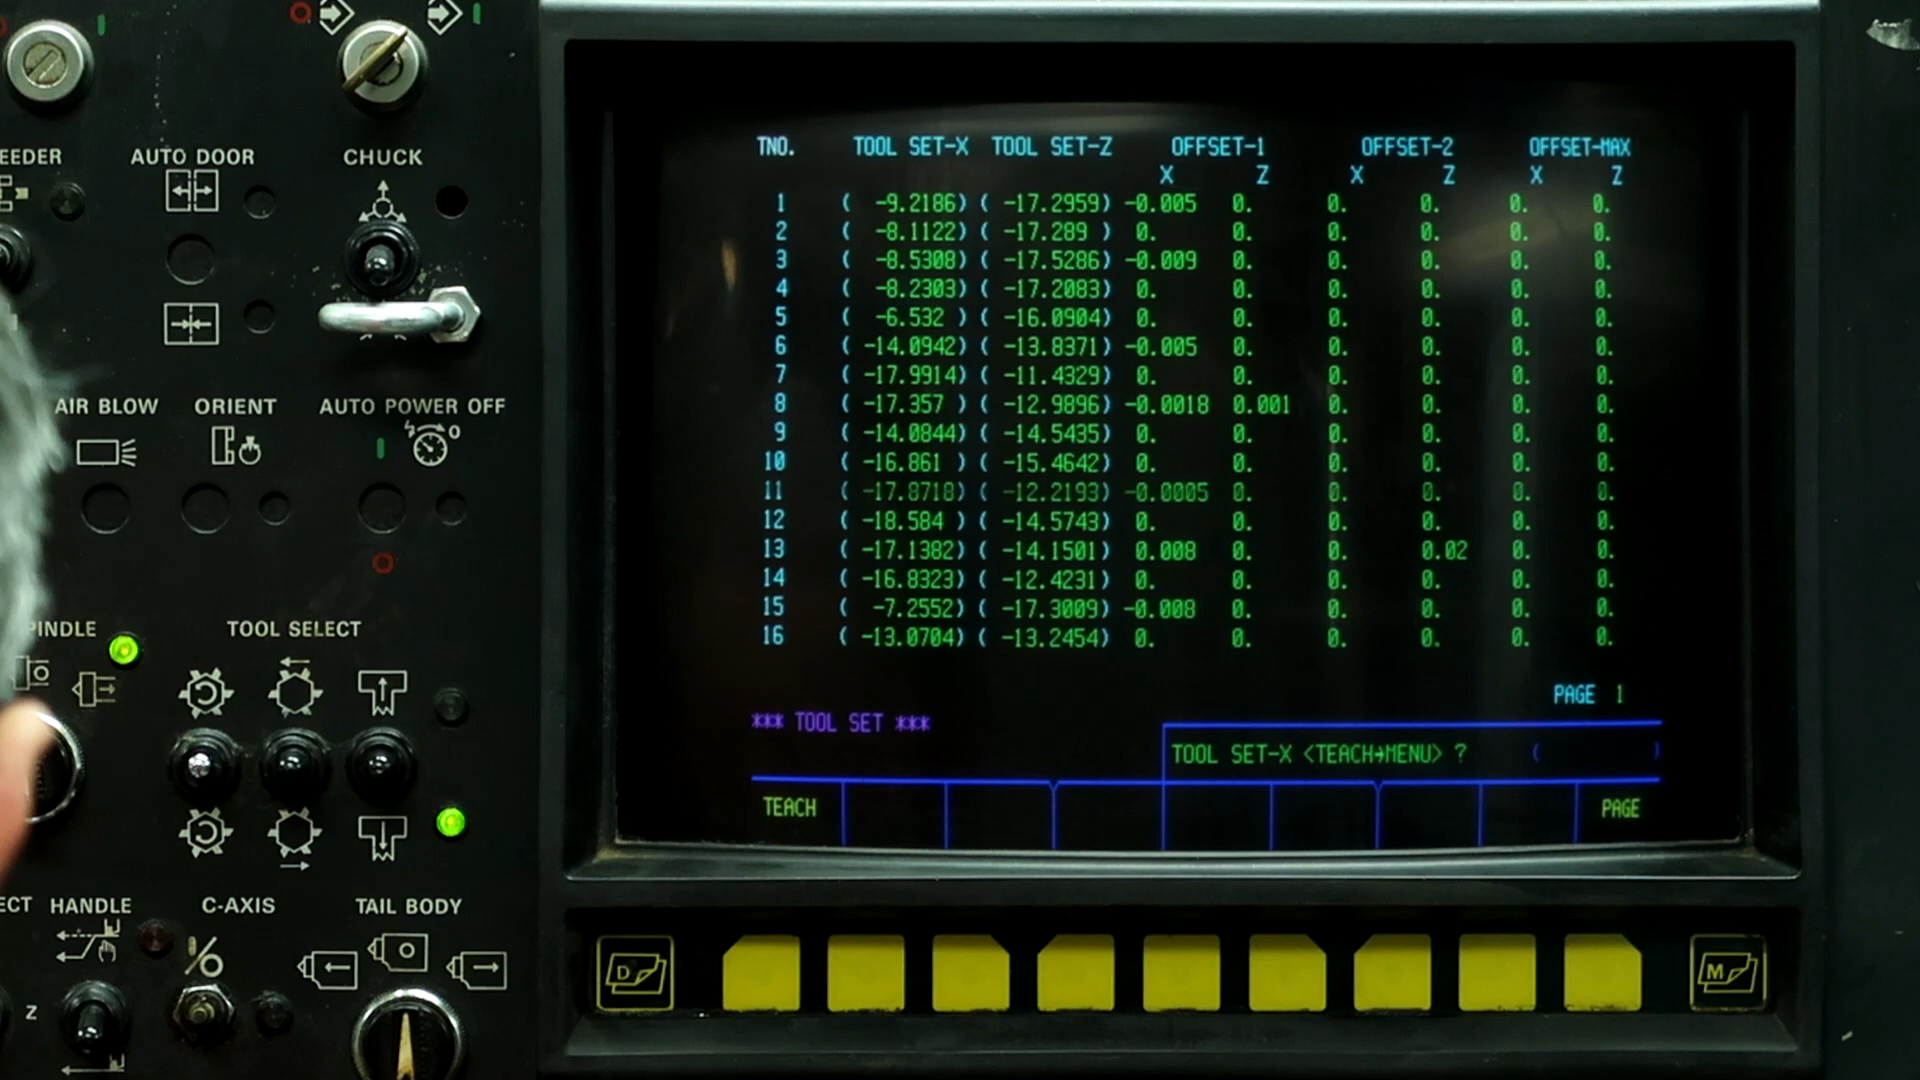 EEDER
AUTO DOOR
CHUCK
AIR BLOW
ORIENT
AUTO POWER OFF
PINDLE
TOOL SELECT
ECT
HANDLE
C-AXIS
TAIL BODY
Z
TNO. TOOL SET-X TOOL SET-Z OFFSET-1 OFFSET-2 OFFSET-MAX
X Z X Z X Z
1 ( -9.2186) ( -17.2959) -0.005 0. 0. 0. 0. 0.
2 ( -8.1122) ( -17.289 ) 0. 0. 0. 0. 0. 0.
3 ( -8.5308) ( -17.5286) -0.009 0. 0. 0. 0. 0.
4 ( -8.2303) ( -17.2083) 0. 0. 0. 0. 0. 0.
5 ( -6.532 ) ( -16.0904) 0. 0. 0. 0. 0. 0.
6 ( -14.0942) ( -13.8371) -0.005 0. 0. 0. 0. 0.
7 ( -17.9914) ( -11.4329) 0. 0. 0. 0. 0. 0.
8 ( -17.357 ) ( -12.9896) -0.0018 0.001 0. 0. 0. 0.
9 ( -14.0844) ( -14.5435) 0. 0. 0. 0. 0. 0.
10 ( -16.861 ) ( -15.4642) 0. 0. 0. 0. 0. 0.
11 ( -17.8718) ( -12.2193) -0.0005 0. 0. 0. 0. 0.
12 ( -18.584 ) ( -14.5743) 0. 0. 0. 0. 0. 0.
13 ( -17.1382) ( -14.1501) 0.008 0. 0. 0.02 0. 0.
14 ( -16.8323) ( -12.4231) 0. 0. 0. 0. 0. 0.
15 ( -7.2552) ( -17.3009) -0.008 0. 0. 0. 0. 0.
16 ( -13.0704) ( -13.2454) 0. 0. 0. 0. 0. 0.
PAGE 1
*** TOOL SET ***
TOOL SET-X <TEACH→MENU> ? ( )
TEACH
PAGE
D
M